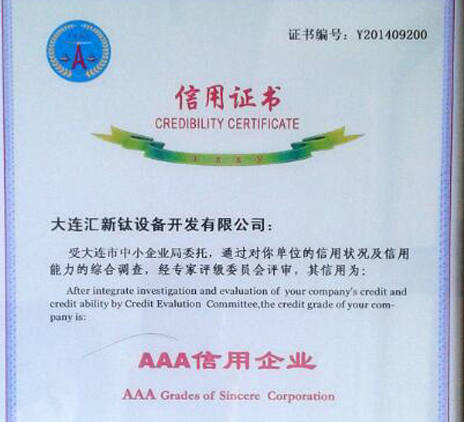 证书编号：Y201409200
信用证书
CREDIBILITY CERTIFICATE
r z x y
大连汇新钛设备开发有限公司：
受大连市中小企业局委托，通过对你单位的信用状况及信用
能力的综合调查，经专家评级委员会评审，其信用为：
After integrate investigation and evaluation of your company's credit and
credit ability by Credit Evalution Committee,the credit grade of your com-
pany is:
AAA信用企业
AAA Grades of Sincere Corporation